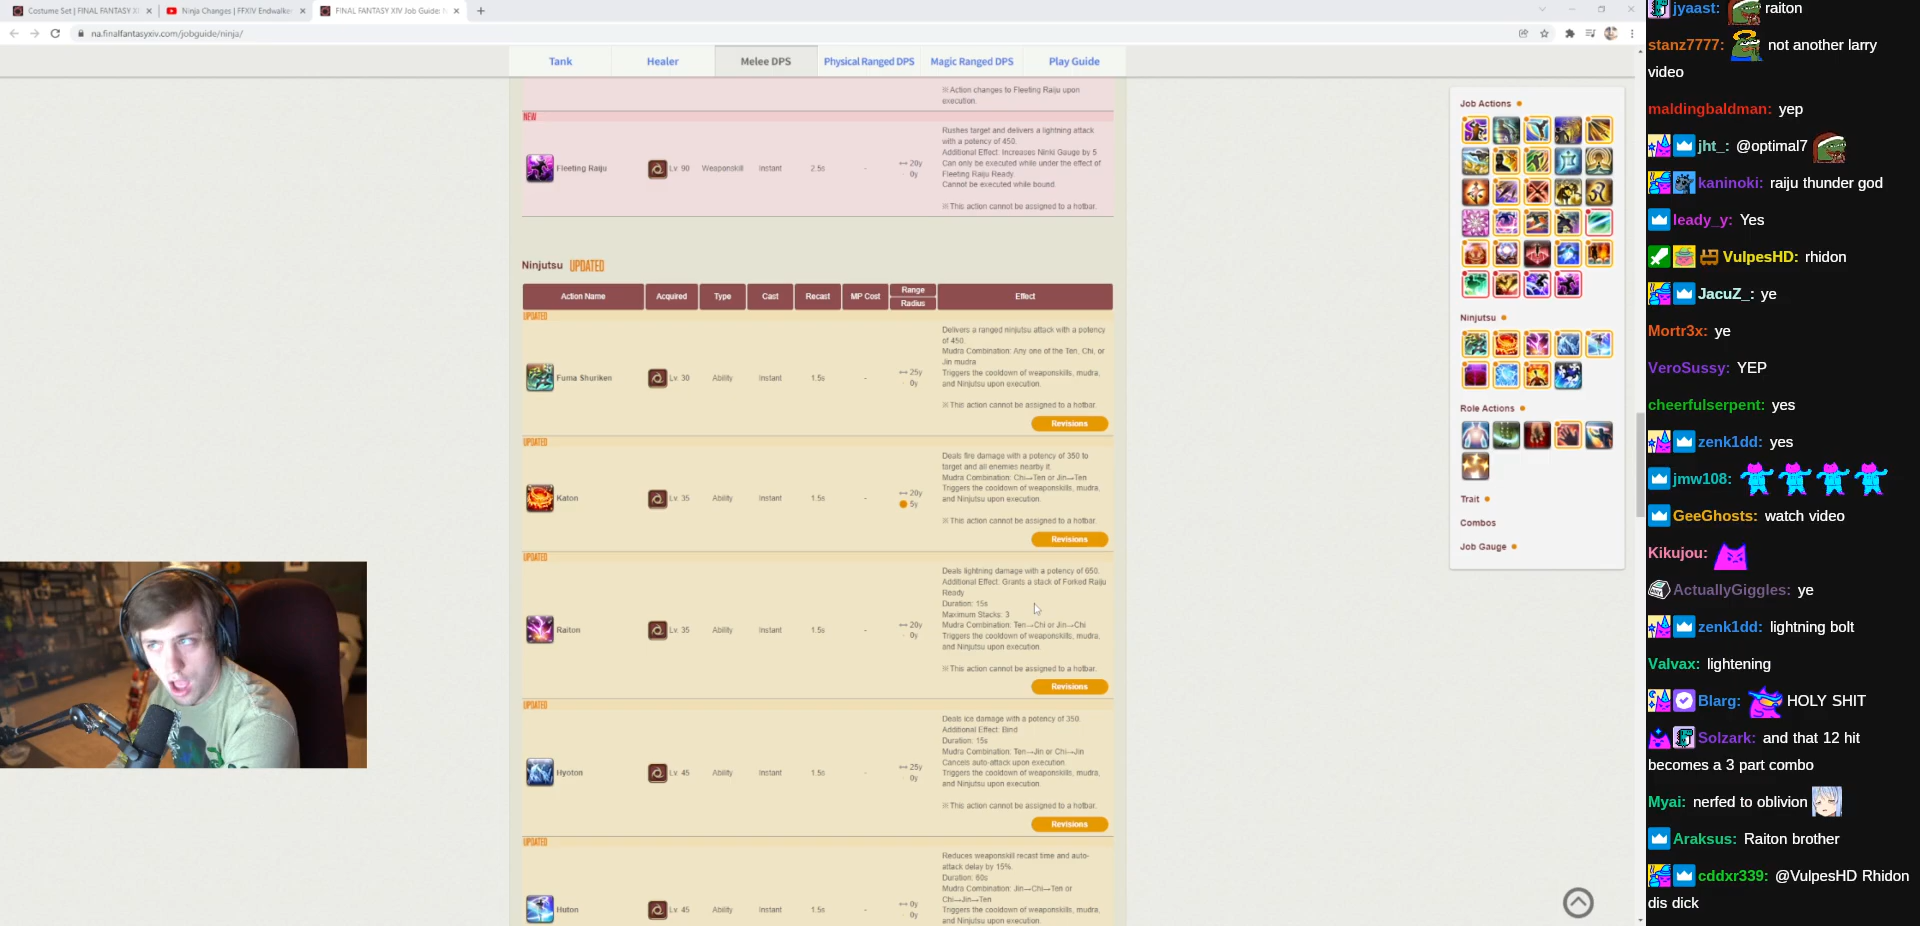 Costume Set | FINAL FANTASY XI
Ninja Changes | FFXIV Endwalker
FINAL FANTASY XIV Job Guide: N
na.finalfantasyxiv.com/jobguide/ninja/
Tank
Healer
Melee DPS
Physical Ranged DPS
Magic Ranged DPS
Play Guide
※Action changes to Fleeting Raiju upon
execution.
NEW
Fleeting Raiju
Lv. 90
Weaponskill
Instant
2.5s
-
20y
0y
Rushes target and delivers a lightning attack
with a potency of 450.
Additional Effect: Increases Ninki Gauge by 5
Can only be executed while under the effect of
Fleeting Raiju Ready.
Cannot be executed while bound.
※This action cannot be assigned to a hotbar.
Ninjutsu UPDATED
Action Name
Acquired
Type
Cast
Recast
MP Cost
Range
Radius
Effect
UPDATED
Fuma Shuriken
Lv. 30
Ability
Instant
1.5s
-
25y
0y
Delivers a ranged ninjutsu attack with a potency
of 450.
Mudra Combination: Any one of the Ten, Chi, or
Jin mudra
Triggers the cooldown of weaponskills, mudra,
and Ninjutsu upon execution.
※This action cannot be assigned to a hotbar.
Revisions
UPDATED
Katon
Lv. 35
Ability
Instant
1.5s
-
20y
5y
Deals fire damage with a potency of 350 to
target and all enemies nearby it.
Mudra Combination: Chi→Ten or Jin→Ten
Triggers the cooldown of weaponskills, mudra,
and Ninjutsu upon execution.
※This action cannot be assigned to a hotbar.
Revisions
UPDATED
Raiton
Lv. 35
Ability
Instant
1.5s
-
20y
0y
Deals lightning damage with a potency of 650.
Additional Effect: Grants a stack of Forked Raiju
Ready
Duration: 15s
Maximum Stacks: 3
Mudra Combination: Ten→Chi or Jin→Chi
Triggers the cooldown of weaponskills, mudra,
and Ninjutsu upon execution.
※This action cannot be assigned to a hotbar.
Revisions
UPDATED
Hyoton
Lv. 45
Ability
Instant
1.5s
-
25y
0y
Deals ice damage with a potency of 350.
Additional Effect: Bind
Duration: 15s
Mudra Combination: Ten→Jin or Chi→Jin
Cancels auto-attack upon execution
Triggers the cooldown of weaponskills, mudra,
and Ninjutsu upon execution.
※This action cannot be assigned to a hotbar.
Revisions
UPDATED
Huton
Lv. 45
Ability
Instant
1.5s
-
0y
0y
Reduces weaponskill recast time and auto-
attack delay by 15%.
Duration: 60s
Mudra Combination: Jin→Chi→Ten or
Chi→Jin→Ten
Triggers the cooldown of weaponskills, mudra,
and Ninjutsu upon execution.
Job Actions
Ninjutsu
Role Actions
Trait
Combos
Job Gauge
jyaast: raiton
stanz7777: not another larry
video
maldingbaldman: yep
jht_: @optimal7
kaninoki: raiju thunder god
leady_y: Yes
VulpesHD: rhidon
JacuZ_: ye
Mortr3x: ye
VeroSussy: YEP
cheerfulserpent: yes
zenk1dd: yes
jmw108:
GeeGhosts: watch video
Kikujou:
ActuallyGiggles: ye
zenk1dd: lightning bolt
Valvax: lightening
Blarg: HOLY SHIT
Solzark: and that 12 hit
becomes a 3 part combo
Myai: nerfed to oblivion
Araksus: Raiton brother
cddxr339: @VulpesHD Rhidon
dis dick